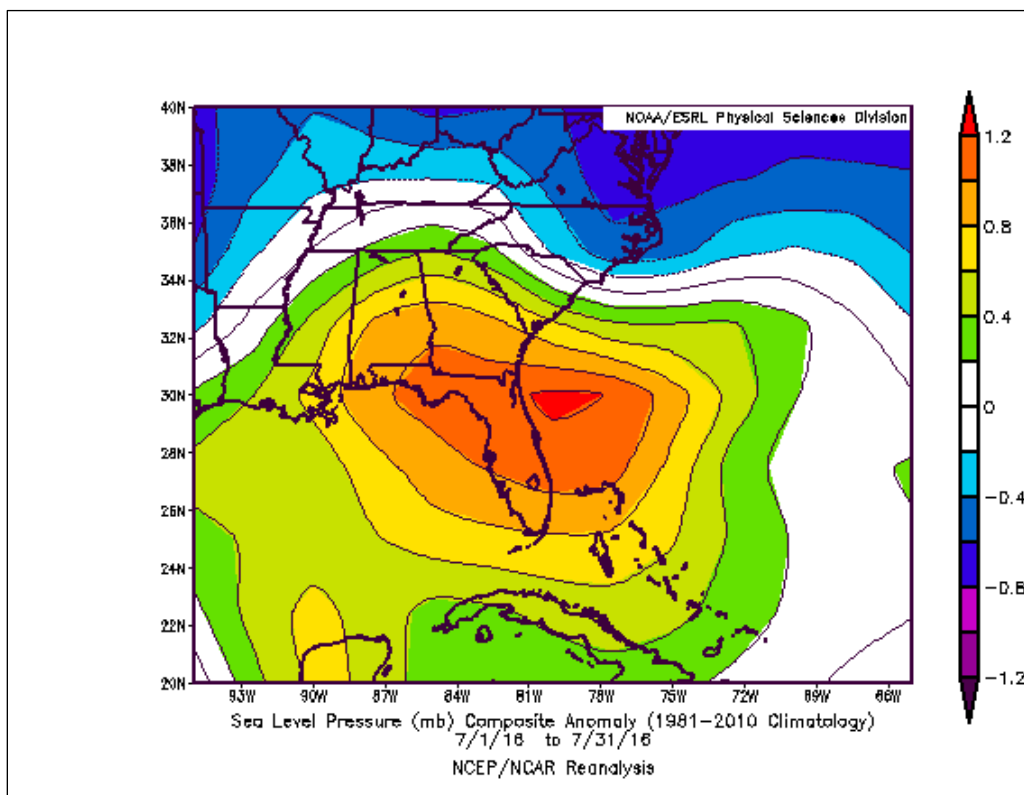 NOAA/ESRL Physical Sciences Division
40N
38N
36N
34N
32N
30N
28N
26N
24N
22N
20N
93W 90W 87W 84W 81W 78W 75W 72W 69W 66W
1.2
0.8
0.4
0
−0.4
−0.8
−1.2
Sea Level Pressure (mb) Composite Anomaly (1981−2010 Climatology)
7/1/16 to 7/31/16
NCEP/NCAR Reanalysis